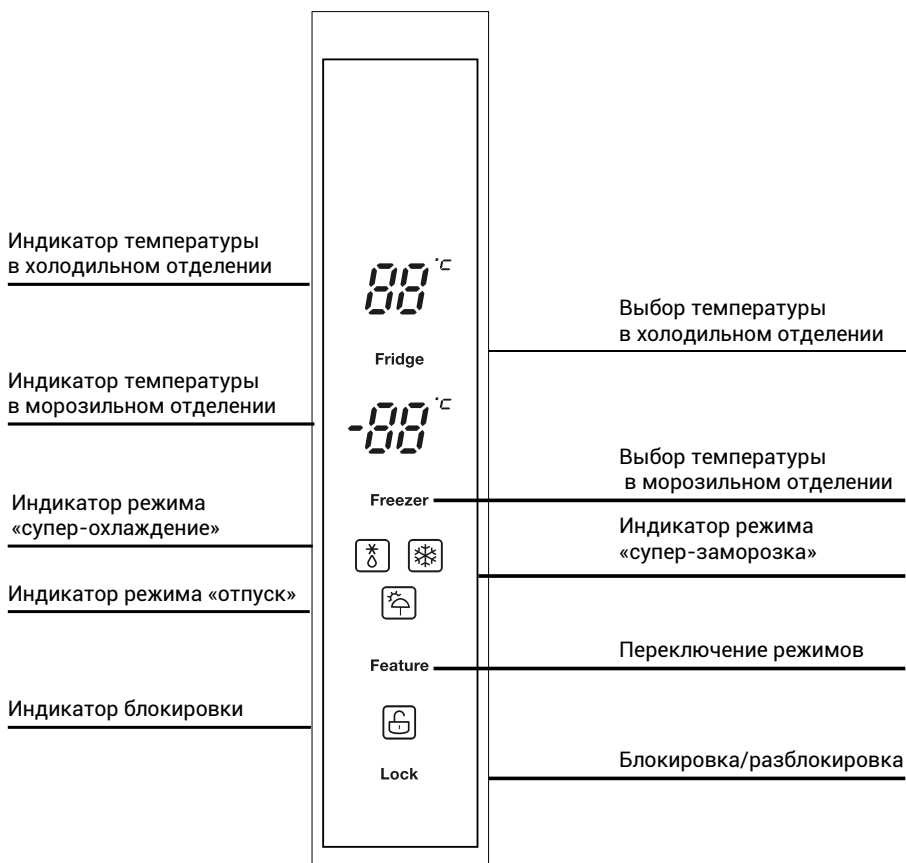 Индикатор температуры
в холодильном отделении
88 °C
Выбор температуры
в холодильном отделении
Fridge
Индикатор температуры
в морозильном отделении
-88 °C
Выбор температуры
в морозильном отделении
Freezer
Индикатор режима
«супер-охлаждение»
Индикатор режима
«супер-заморозка»
Индикатор режима «отпуск»
Переключение режимов
Feature
Индикатор блокировки
Блокировка/разблокировка
Lock